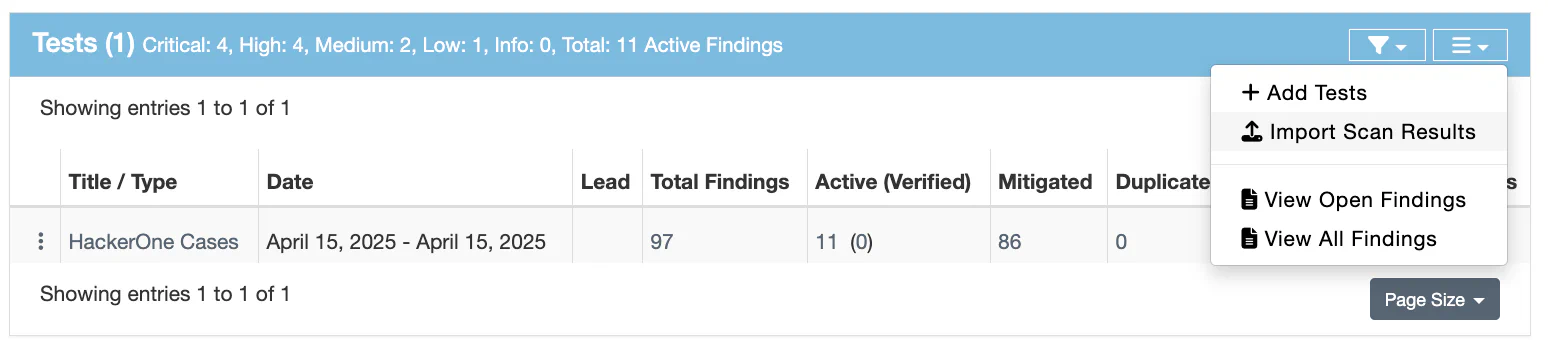 Tests (1) Critical: 4, High: 4, Medium: 2, Low: 1, Info: 0, Total: 11 Active Findings
Add Tests
Showing entries 1 to 1 of 1
Import Scan Results
Title / Type Date Lead Total Findings Active (Verified) Mitigated Duplicate s
View Open Findings
HackerOne Cases April 15, 2025 - April 15, 2025 97 11 (0) 86 0
View All Findings
Showing entries 1 to 1 of 1
Page Size